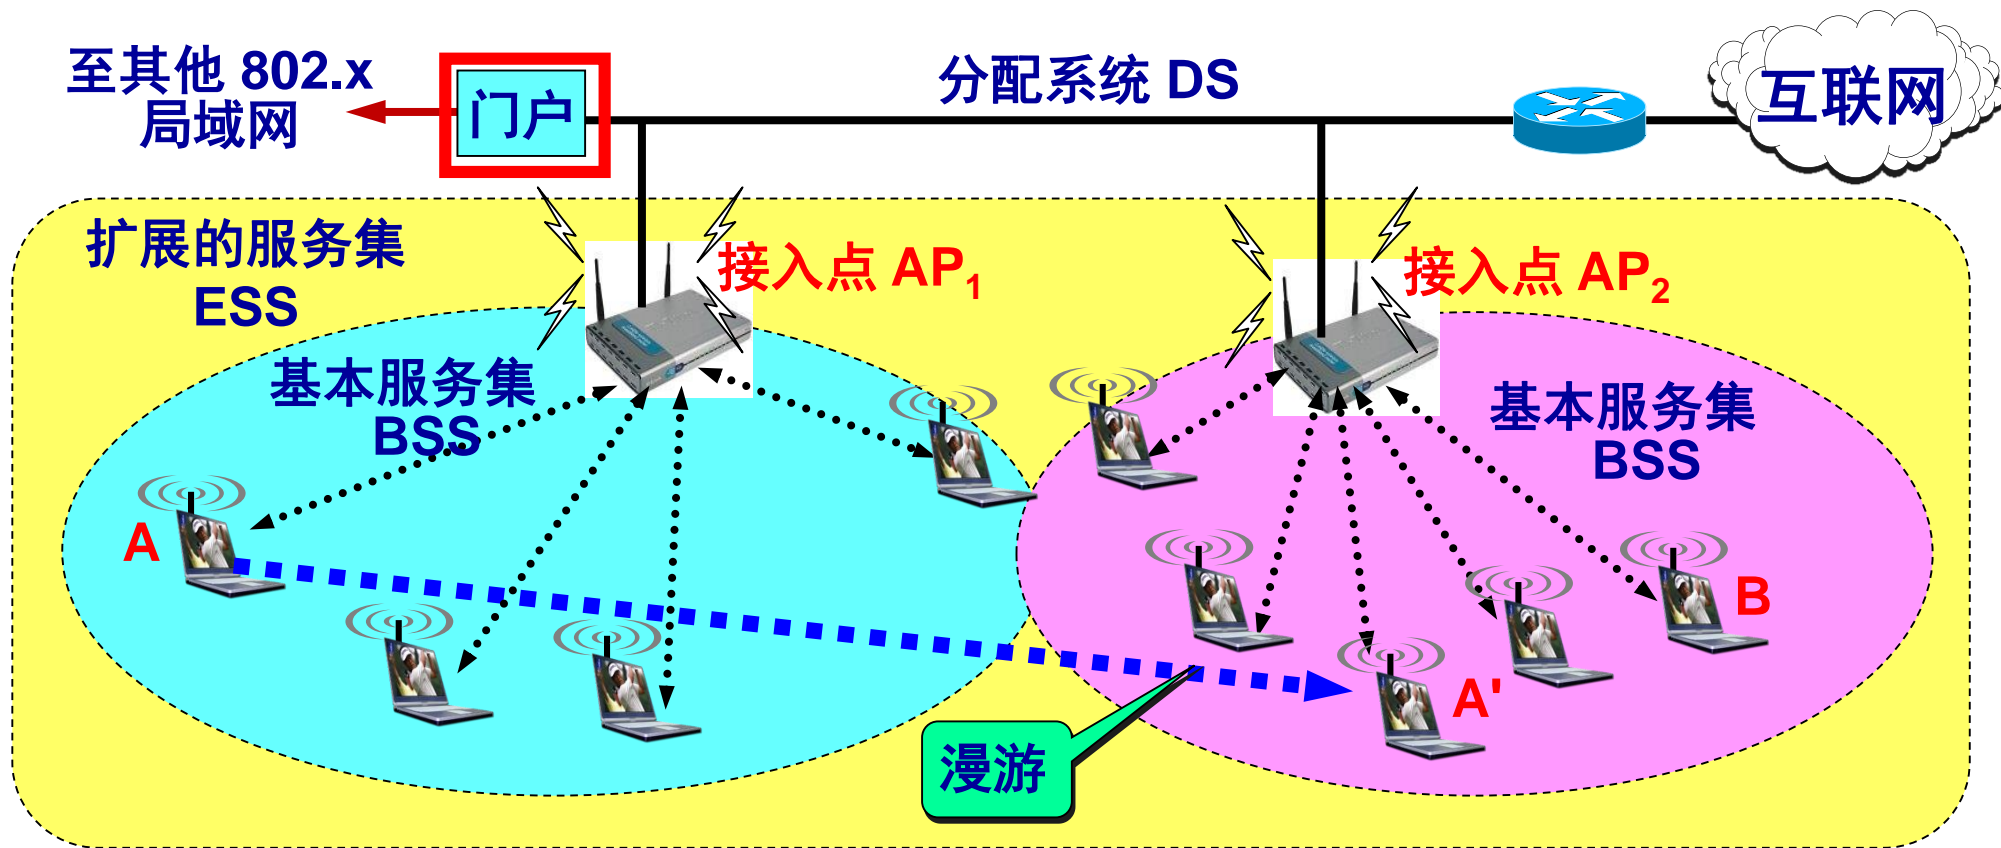 至其他 802.x
局域网
门户
分配系统 DS
互联网
扩展的服务集
ESS
接入点 AP₁
接入点 AP₂
基本服务集
BSS
基本服务集
BSS
A
B
A'
漫游